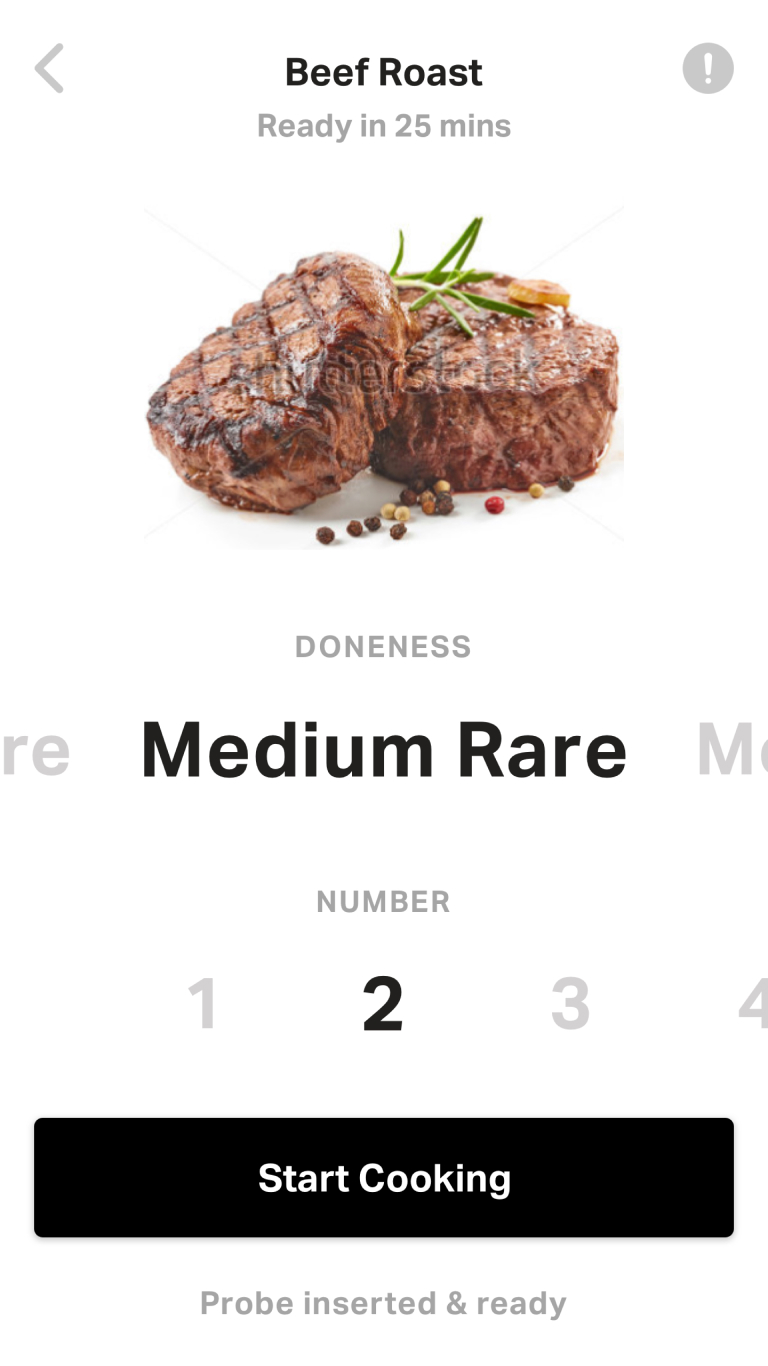 Beef Roast
Ready in 25 mins
shutterstock
DONENESS
re Medium Rare Me
NUMBER
1 2 3 4
Start Cooking
Probe inserted & ready